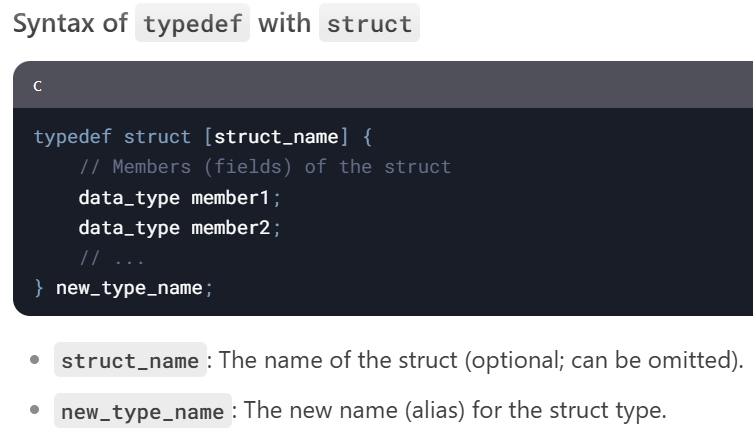 Syntax of typedef with struct
C
typedef struct [struct_name] {
    // Members (fields) of the struct
    data_type member1;
    data_type member2;
    // ...
} new_type_name;
• struct_name: The name of the struct (optional; can be omitted).
• new_type_name: The new name (alias) for the struct type.